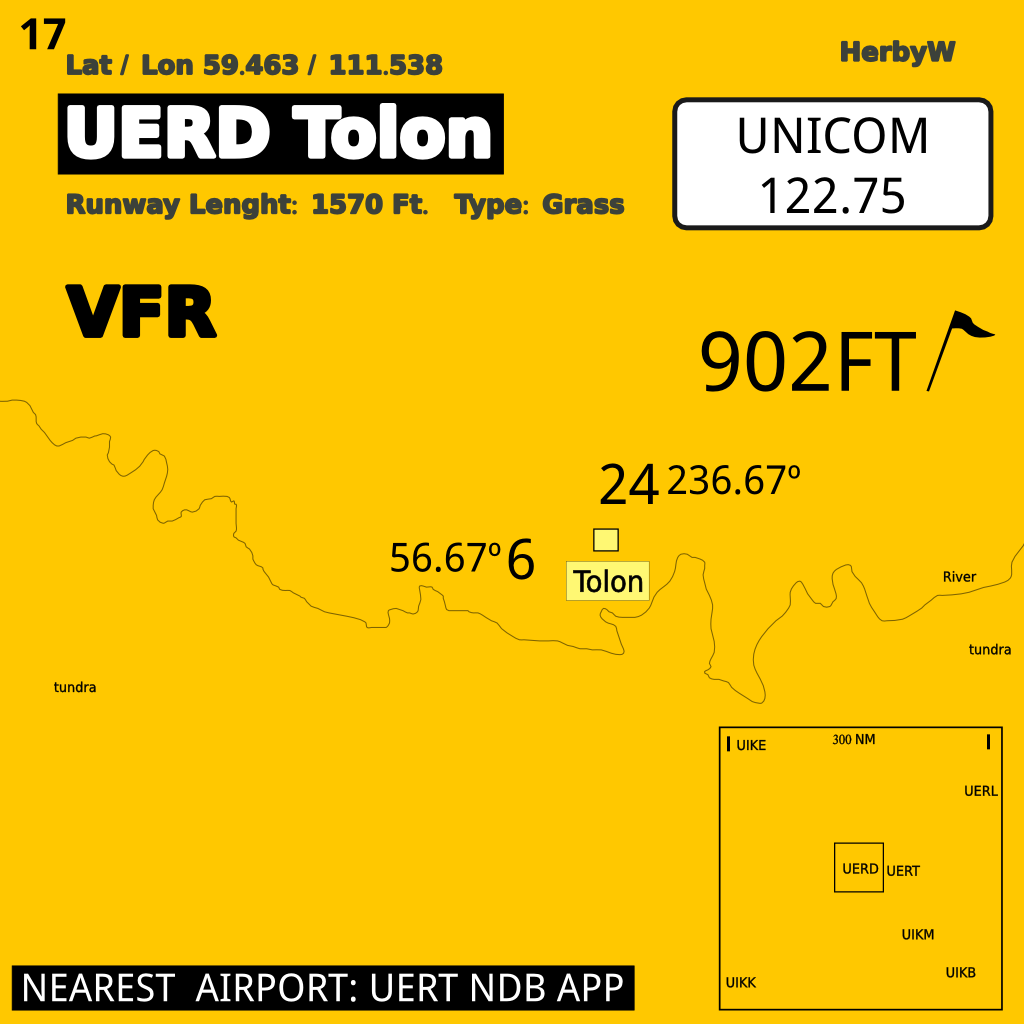 17
Lat / Lon 59.463 / 111.538
HerbyW
UERD Tolon
UNICOM
122.75
Runway Lenght: 1570 Ft. Type: Grass
VFR
902FT
24 236.67º
56.67º 6
Tolon
River
tundra
tundra
300 NM
UIKE
UERL
UERD UERT
UIKM
UIKB
UIKK
NEAREST AIRPORT: UERT NDB APP